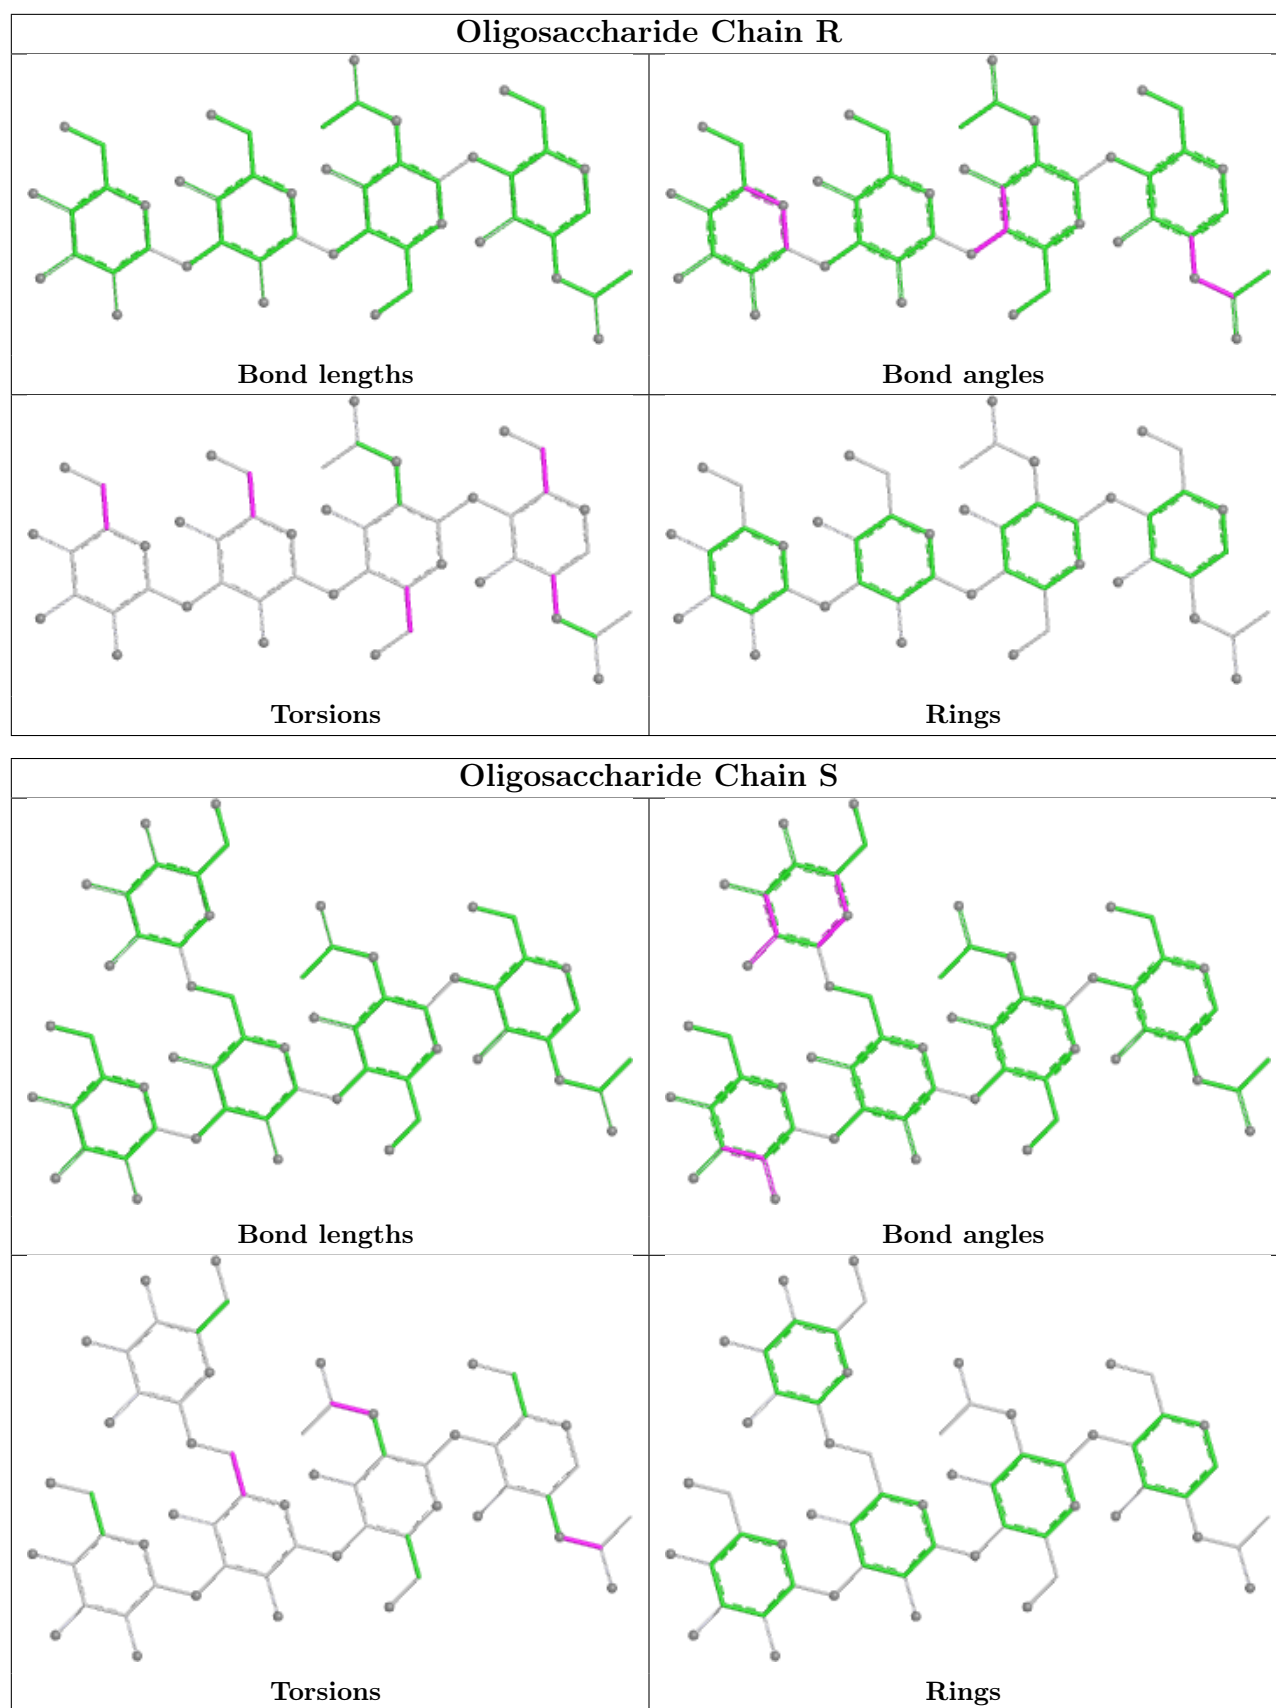 Oligosaccharide Chain R
Bond lengths
Bond angles
Torsions
Rings
Oligosaccharide Chain S
Bond lengths
Bond angles
Torsions
Rings